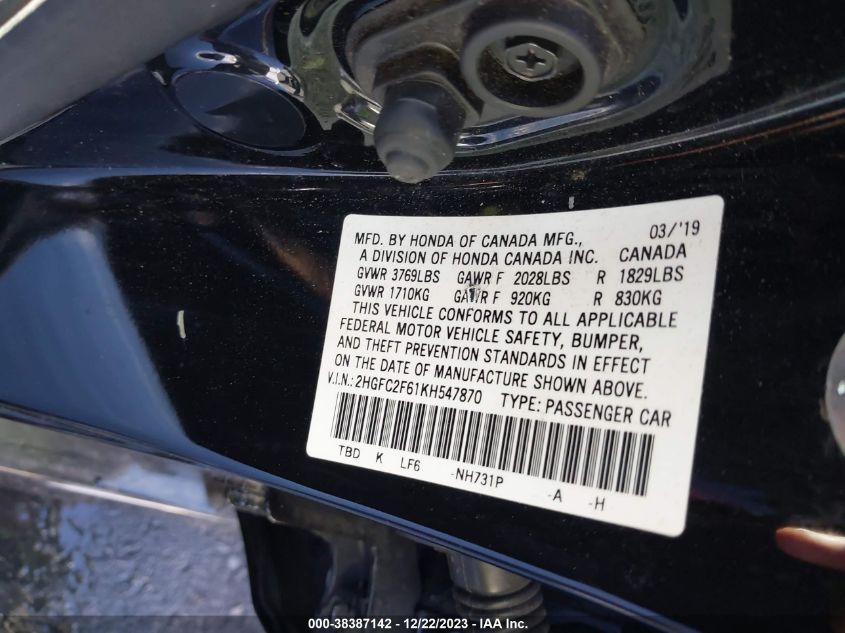 03/'19
MFD. BY HONDA OF CANADA MFG.,
A DIVISION OF HONDA CANADA INC. CANADA
GVWR 3769LBS GAWR F 2028LBS R 1829LBS
GVWR 1710KG GAWR F 920KG R 830KG
THIS VEHICLE CONFORMS TO ALL APPLICABLE
FEDERAL MOTOR VEHICLE SAFETY, BUMPER,
AND THEFT PREVENTION STANDARDS IN EFFECT
ON THE DATE OF MANUFACTURE SHOWN ABOVE.
V.I.N.: 2HGFC2F61KH547870 TYPE: PASSENGER CAR
TBD K LF6 -NH731P -A -H
000-38387142 - 12/22/2023 - IAA Inc.